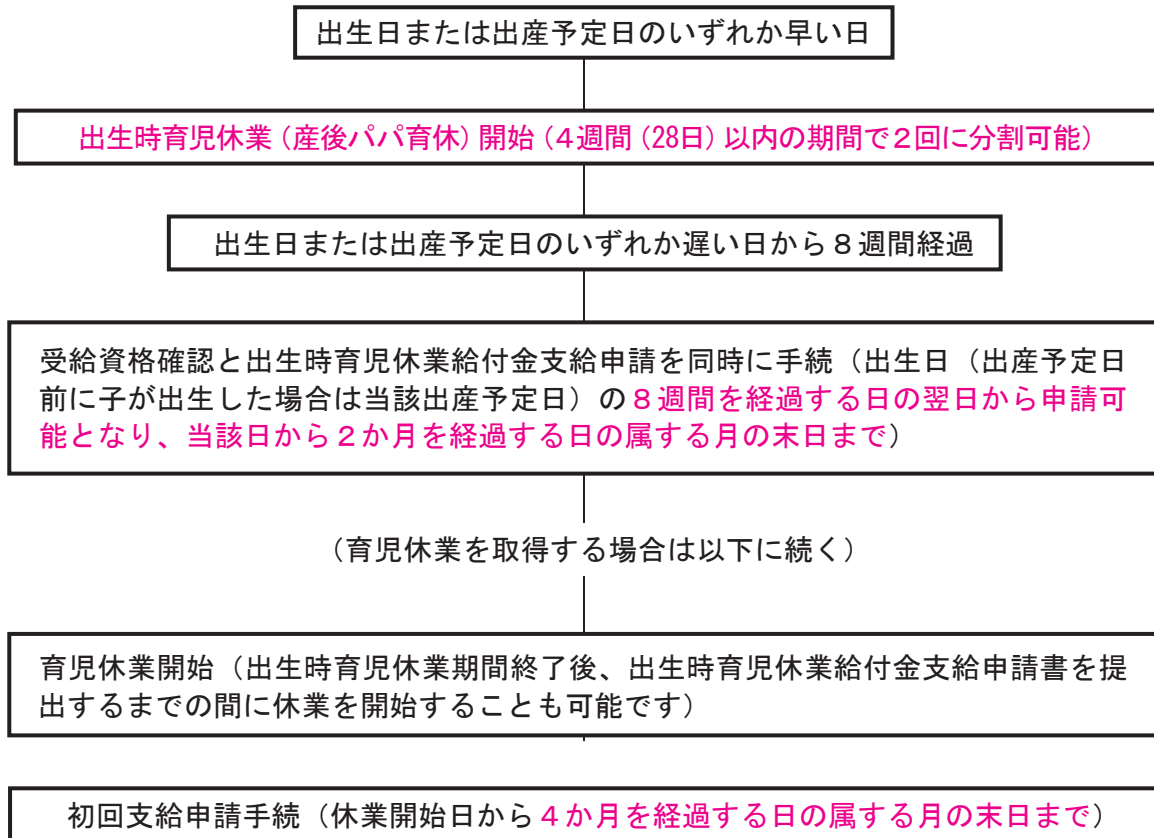 出生日または出産予定日のいずれか早い日
出生時育児休業(産後パパ育休)開始(4週間(28日)以内の期間で2回に分割可能)
出生日または出産予定日のいずれか遅い日から8週間経過
受給資格確認と出生時育児休業給付金支給申請を同時に手続(出生日(出産予定日
前に子が出生した場合は当該出産予定日)の8週間を経過する日の翌日から申請可
能となり、当該日から2か月を経過する日の属する月の末日まで)
(育児休業を取得する場合は以下に続く)
育児休業開始(出生時育児休業期間終了後、出生時育児休業給付金支給申請書を提
出するまでの間に休業を開始することも可能です)
初回支給申請手続(休業開始日から4か月を経過する日の属する月の末日まで)